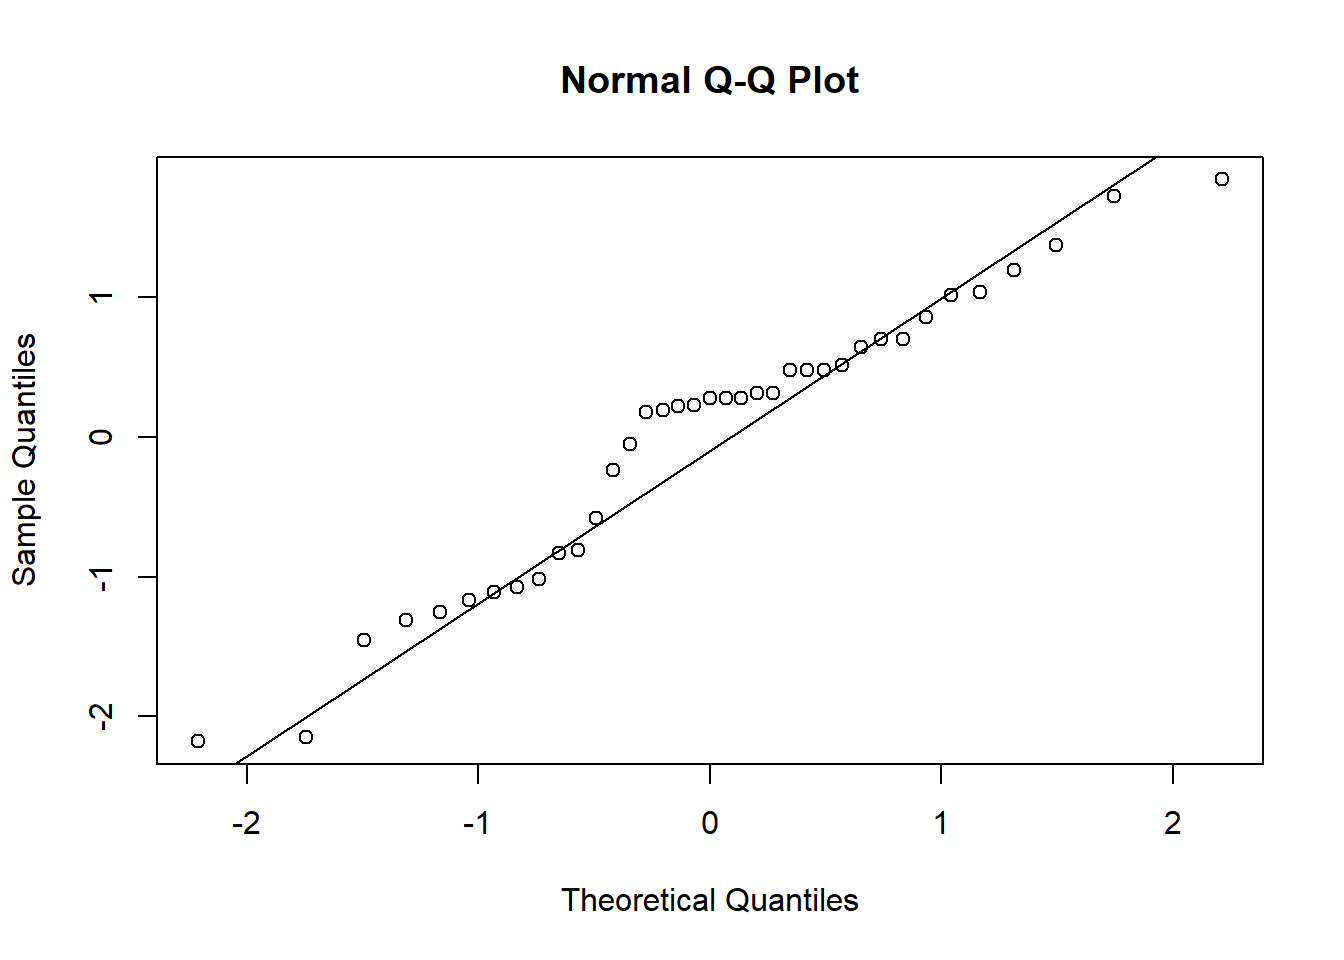 Normal Q-Q Plot
Sample Quantiles
1
0
-1
-2
-2 -1 0 1 2
Theoretical Quantiles